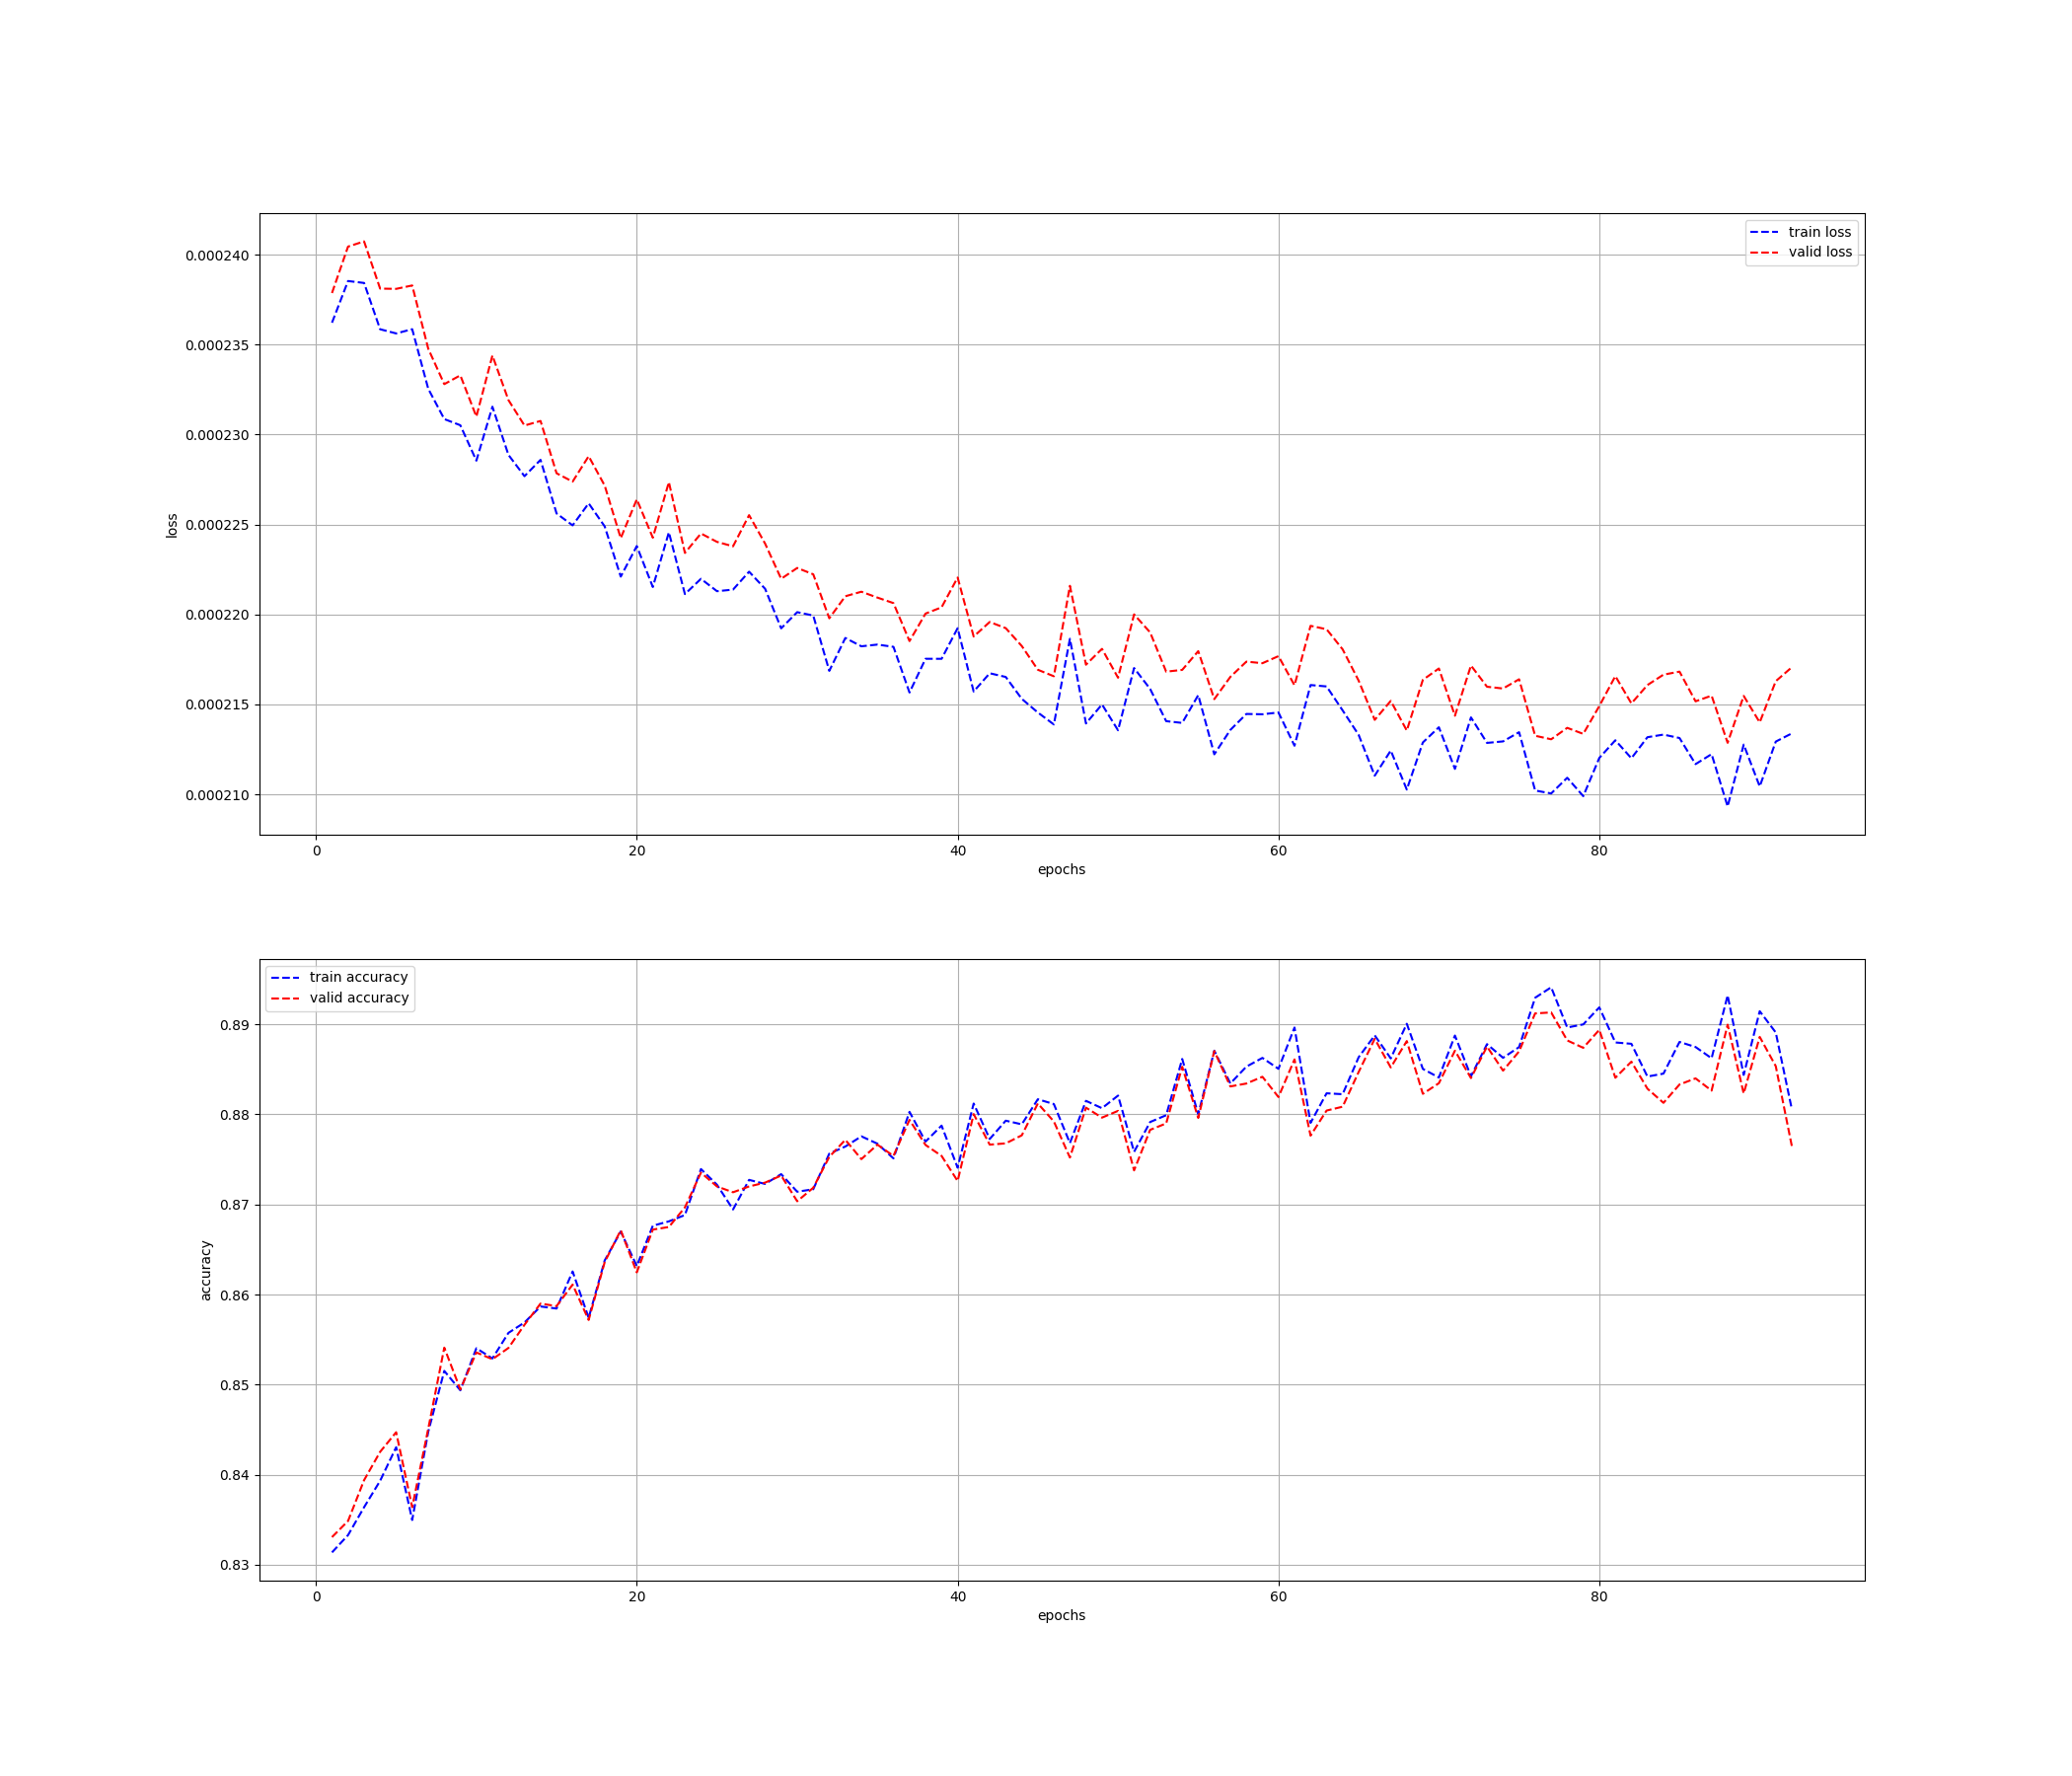 train loss
valid loss
0.000240
0.000235
0.000230
0.000225
0.000220
0.000215
0.000210
loss
0 20 40 60 80
epochs
train accuracy
valid accuracy
0.89
0.88
0.87
0.86
0.85
0.84
0.83
accuracy
0 20 40 60 80
epochs